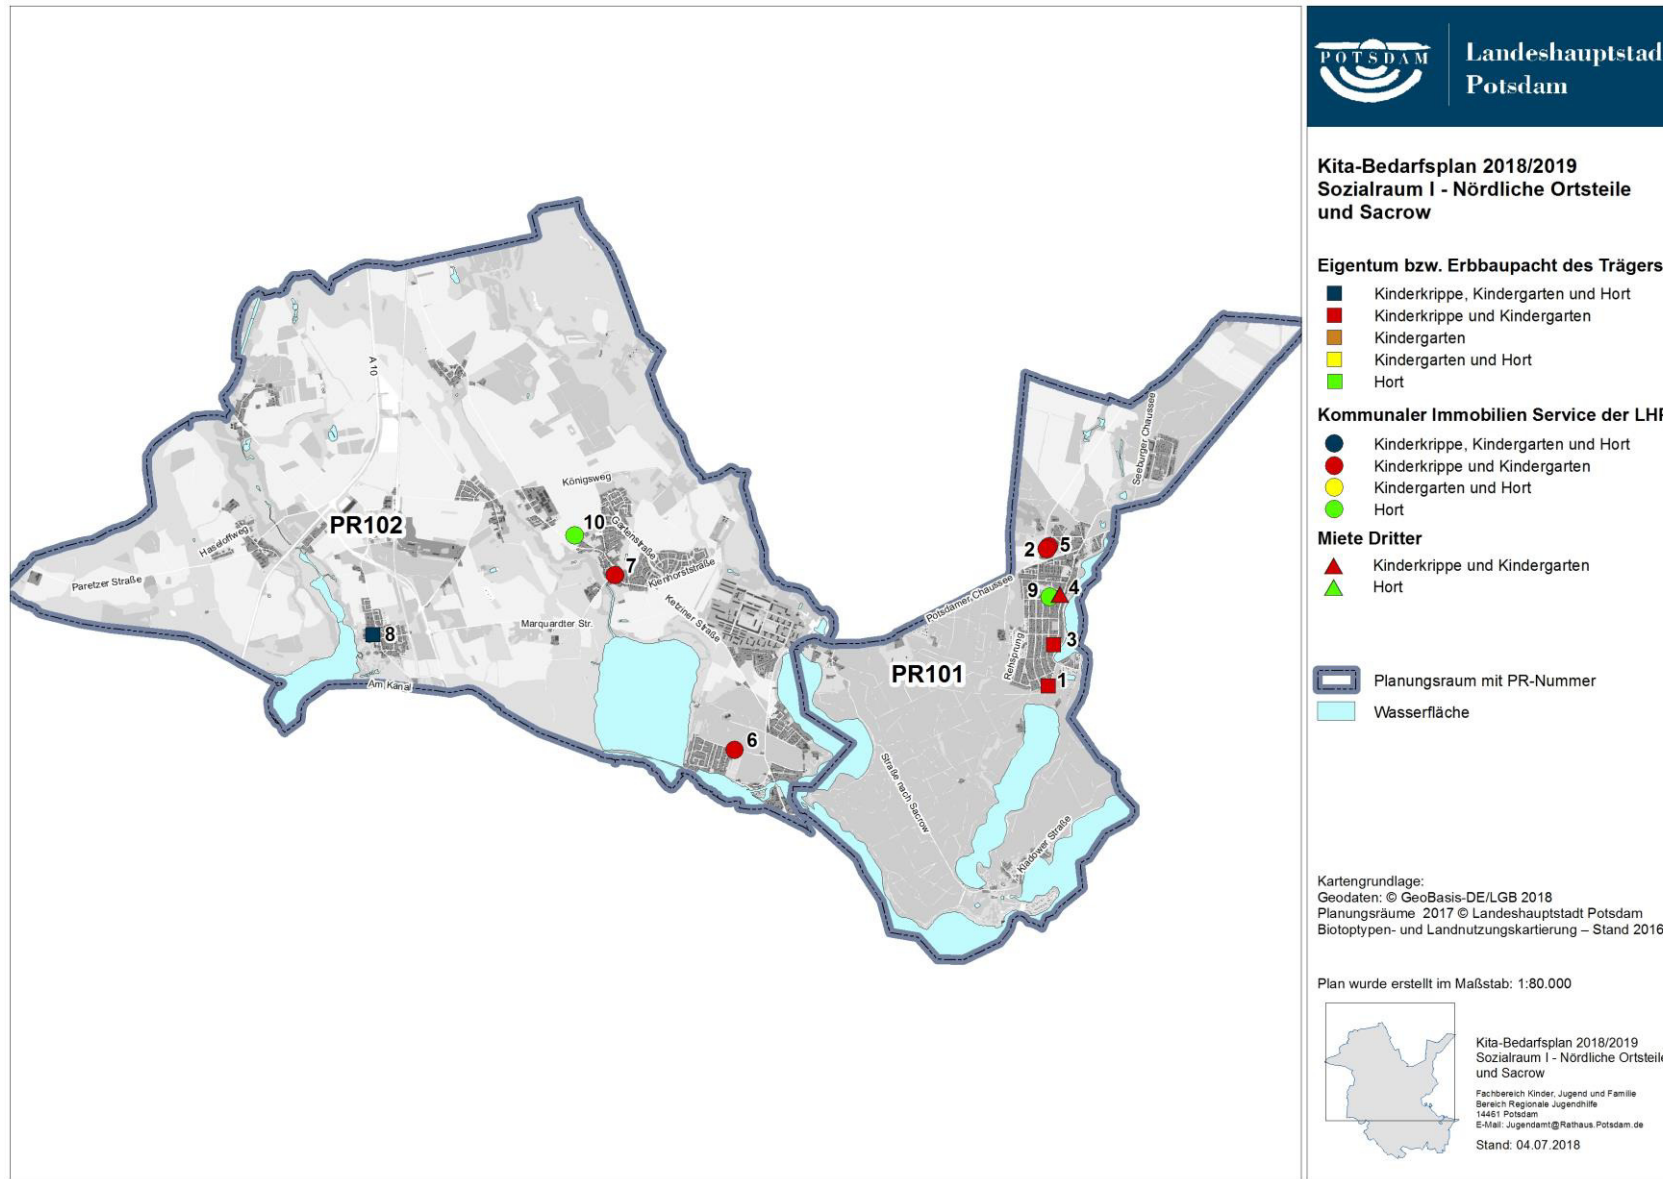 POTSDAM
Landeshauptstad
Potsdam
Kita-Bedarfsplan 2018/2019
Sozialraum I - Nördliche Ortsteile
und Sacrow
Eigentum bzw. Erbbaupacht des Trägers
Kinderkrippe, Kindergarten und Hort
Kinderkrippe und Kindergarten
Kindergarten
Kindergarten und Hort
Hort
Kommunaler Immobilien Service der LHP
Kinderkrippe, Kindergarten und Hort
Kinderkrippe und Kindergarten
Kindergarten und Hort
Hort
Miete Dritter
Kinderkrippe und Kindergarten
Hort
Planungsraum mit PR-Nummer
Wasserfläche
Kartengrundlage:
Geodaten: © GeoBasis-DE/LGB 2018
Planungsräume 2017 © Landeshauptstadt Potsdam
Biotoptypen- und Landnutzungskartierung – Stand 2016
Plan wurde erstellt im Maßstab: 1:80.000
Kita-Bedarfsplan 2018/2019
Sozialraum I - Nördliche Ortsteile
und Sacrow
Fachbereich Kinder, Jugend und Familie
Bereich Regionale Jugendhilfe
14461 Potsdam
E-Mail: Jugendamt@Rathaus.Potsdam.de
Stand: 04.07.2018
A 10
Seeburger Chaussee
Königsweg
10
Gartenstraße
PR102
Haseloffweg
2
5
Kienhorststraße
7
Paretzer Straße
Potsdamer Chaussee
9
4
Ketziner Straße
Marquardter Str.
8
Rehsprung
3
PR101
1
Am Kanal
6
Straße nach Sacrow
Kladower Straße